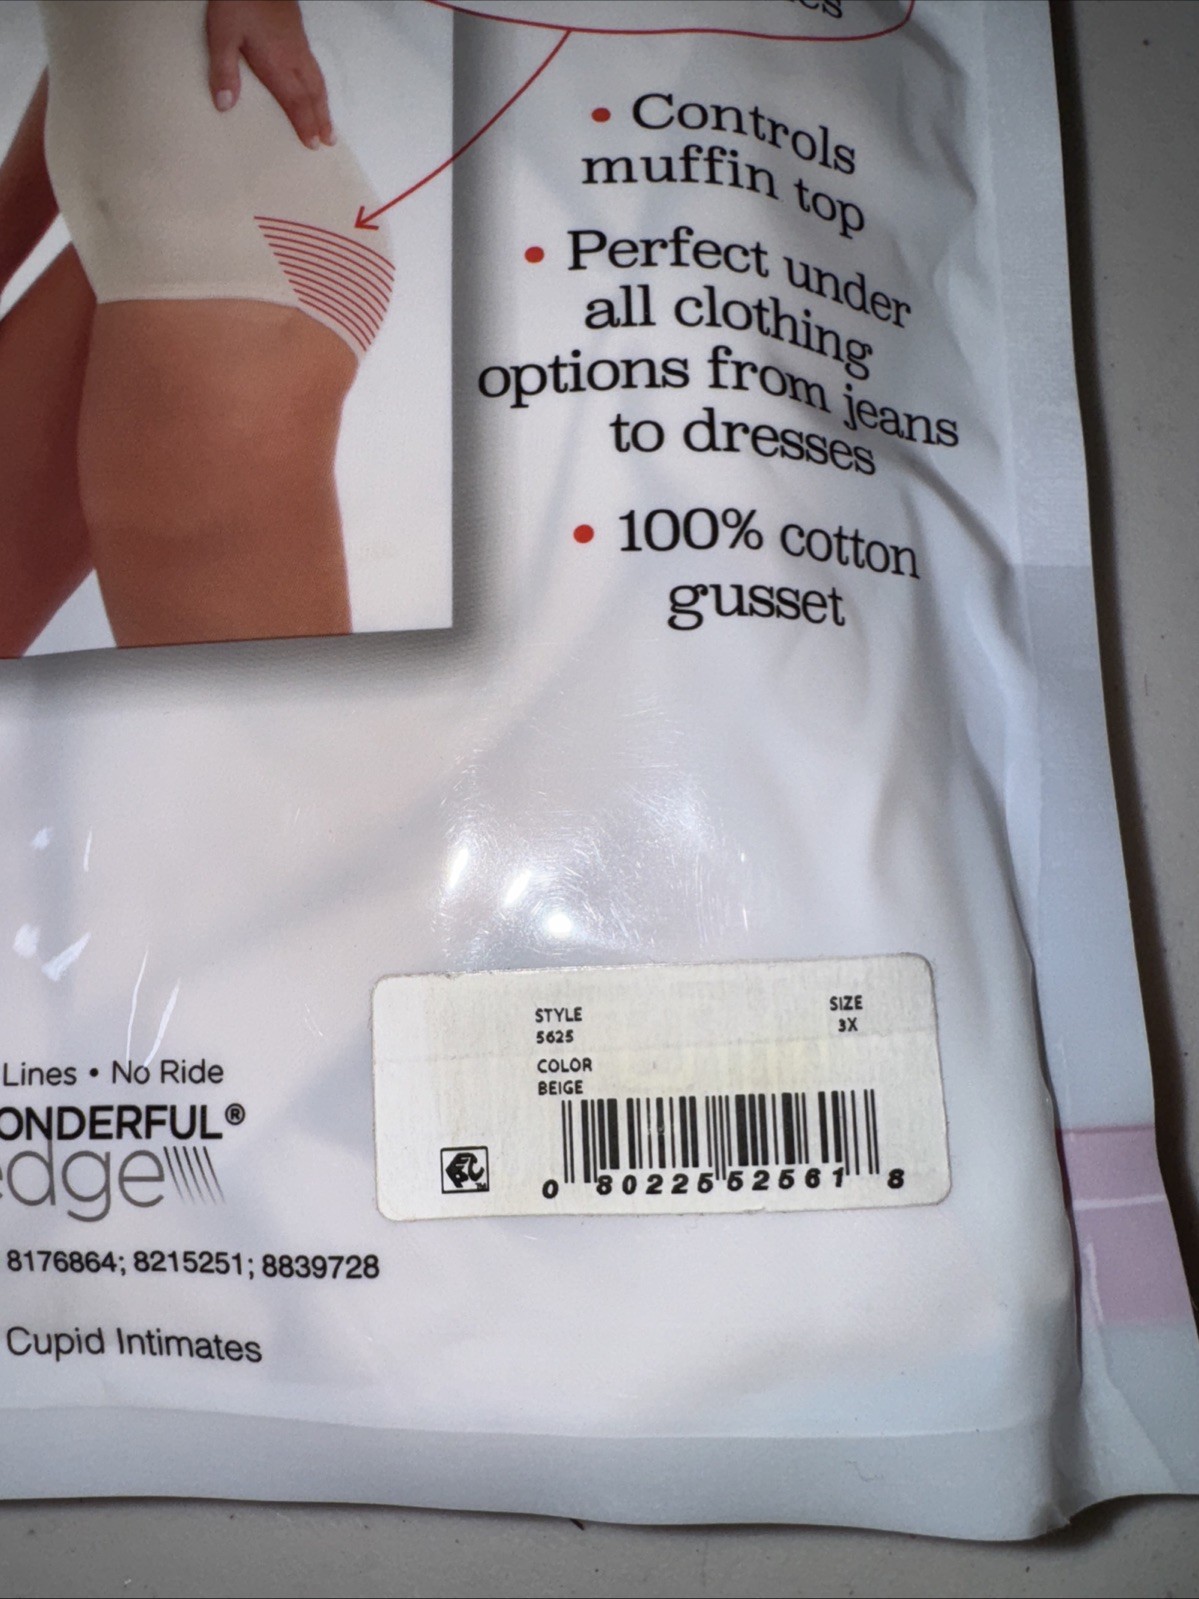 • Controls
muffin top
• Perfect under
all clothing
options from jeans
to dresses
• 100% cotton
gusset
STYLE
5625
SIZE
3X
COLOR
BEIGE
0 80225 52561 8
Lines • No Ride
ONDERFUL®
edge
8176864; 8215251; 8839728
Cupid Intimates